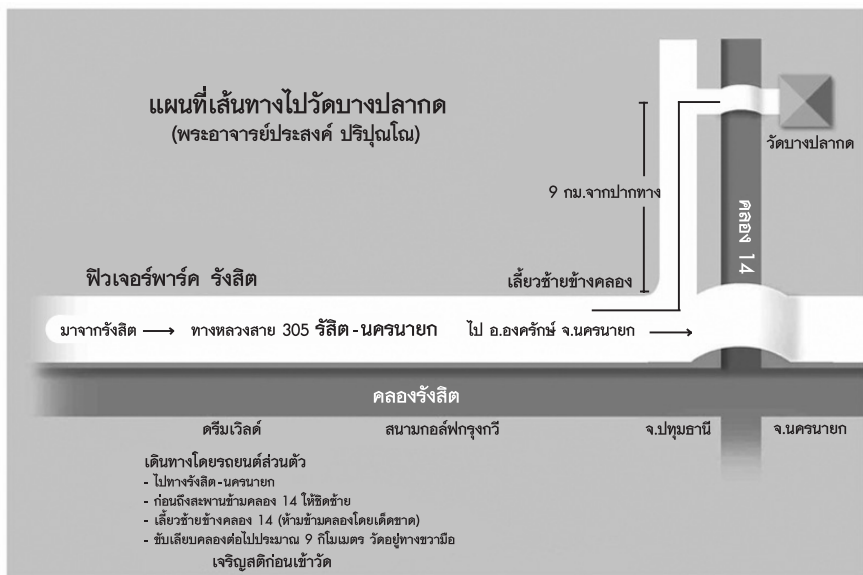 แผนที่เส้นทางไปวัดบางปลากด
(พระอาจารย์ประสงค์ ปริปุณโณ)
วัดบางปลากด
9 กม.จากปากทาง
คลอง 14
ฟิวเจอร์พาร์ค รังสิต
เลี้ยวซ้ายข้างคลอง
มาจากรังสิต
ทางหลวงสาย 305 รัสิต-นครนายก
ไป อ.องครักษ์ จ.นครนายก
คลองรังสิต
ดรีมเวิลด์
สนามกอล์ฟกรุงกวี
จ.ปทุมธานี
จ.นครนายก
เดินทางโดยรถยนต์ส่วนตัว
- ไปทางรังสิต-นครนายก
- ก่อนถึงสะพานข้ามคลอง 14 ให้ชิดซ้าย
- เลี้ยวซ้ายข้างคลอง 14 (ห้ามข้ามคลองโดยเด็ดขาด)
- ขับเลียบคลองต่อไปประมาณ 9 กิโมเมตร วัดอยู่ทางขวามือ
เจริญสติก่อนเข้าวัด